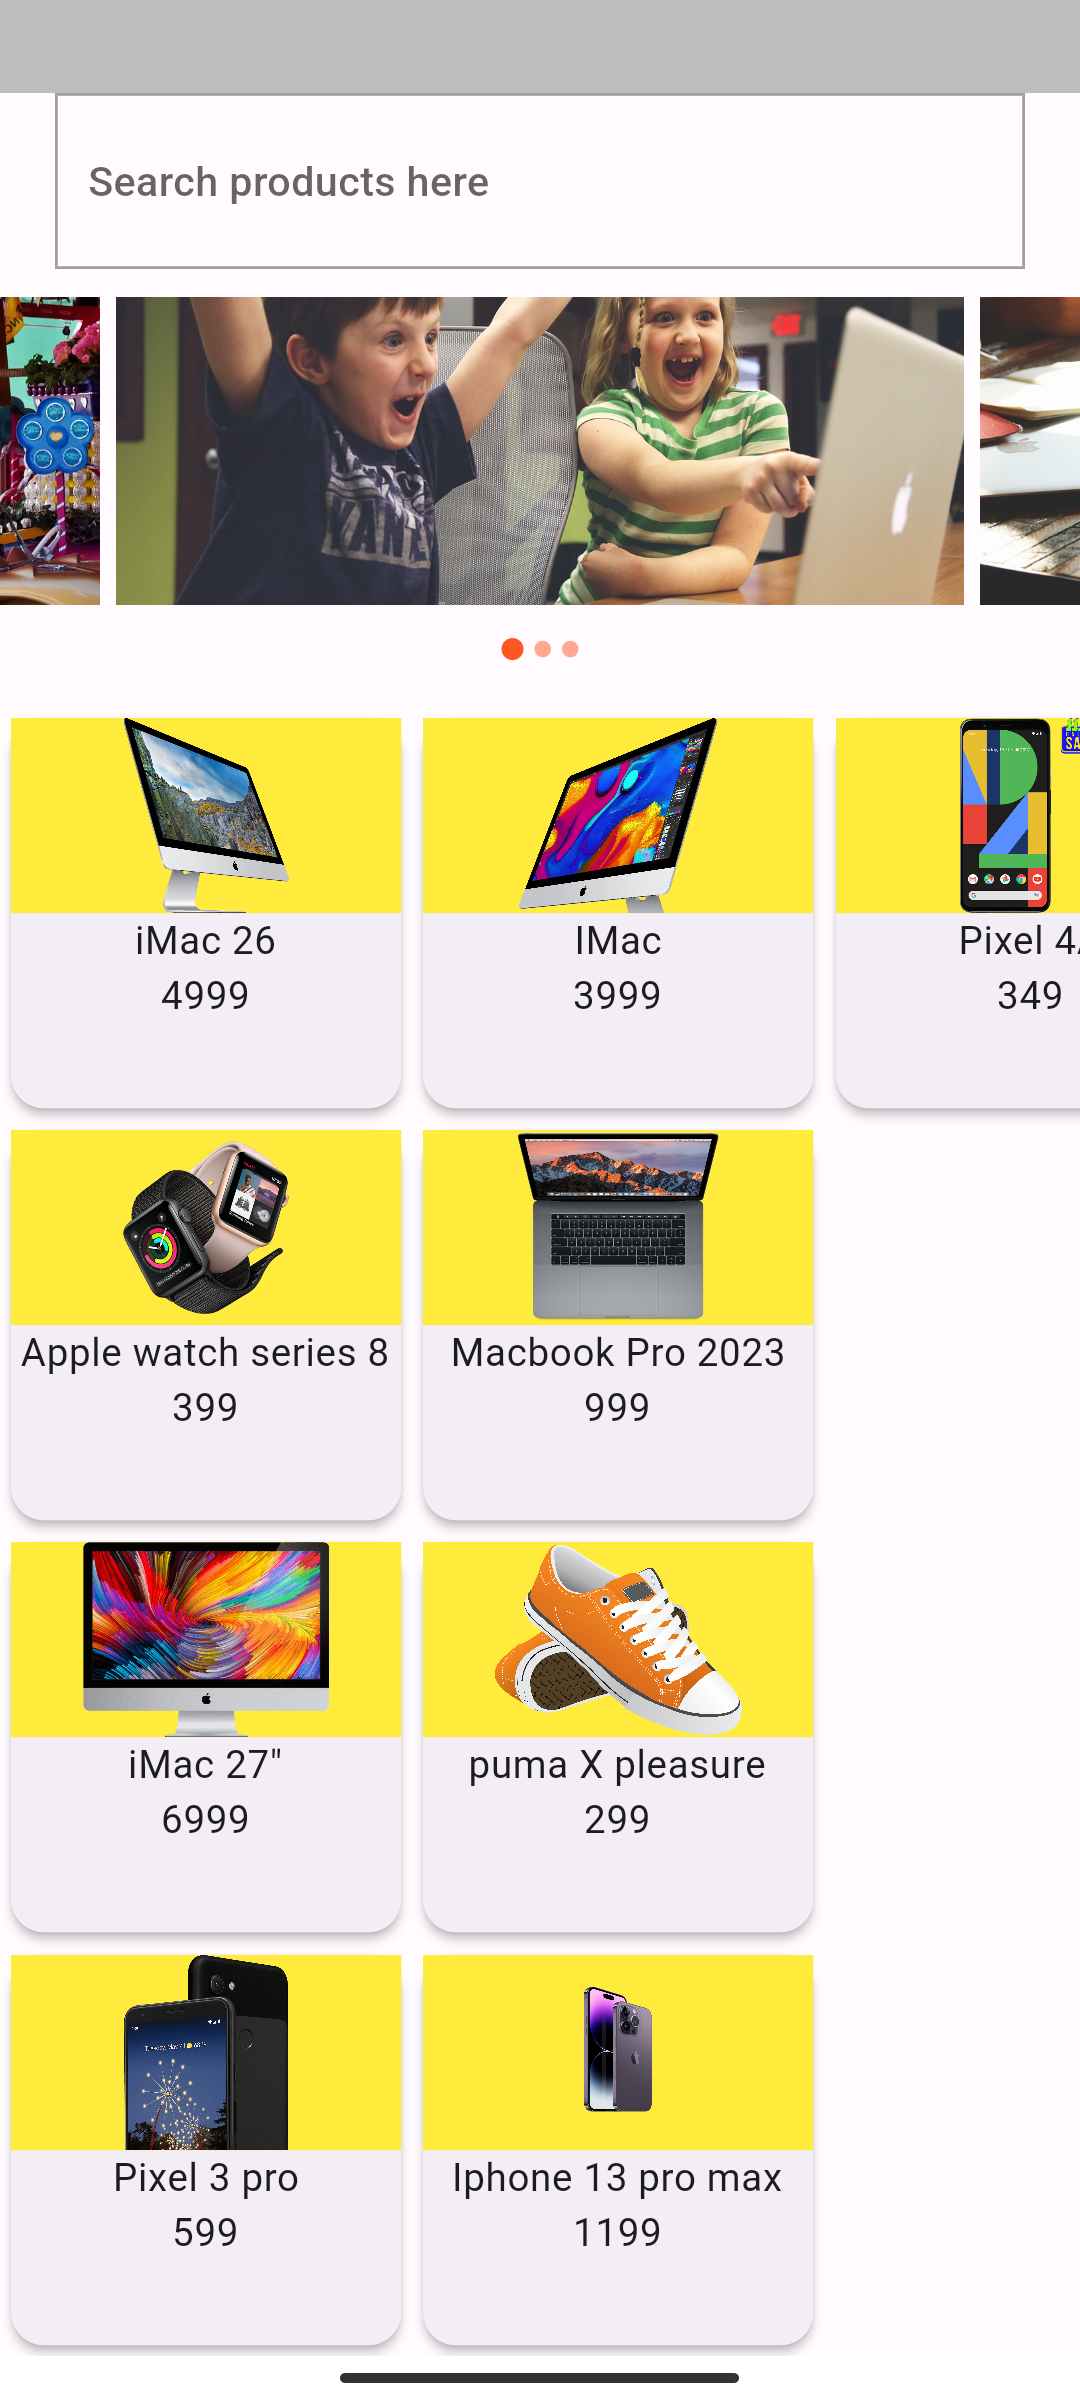 Search products here
YANK
iMac 26
4999
IMac
3999
Pixel 4
349
Apple watch series 8
399
Macbook Pro 2023
999
iMac 27"
6999
puma X pleasure
299
Pixel 3 pro
599
Iphone 13 pro max
1199